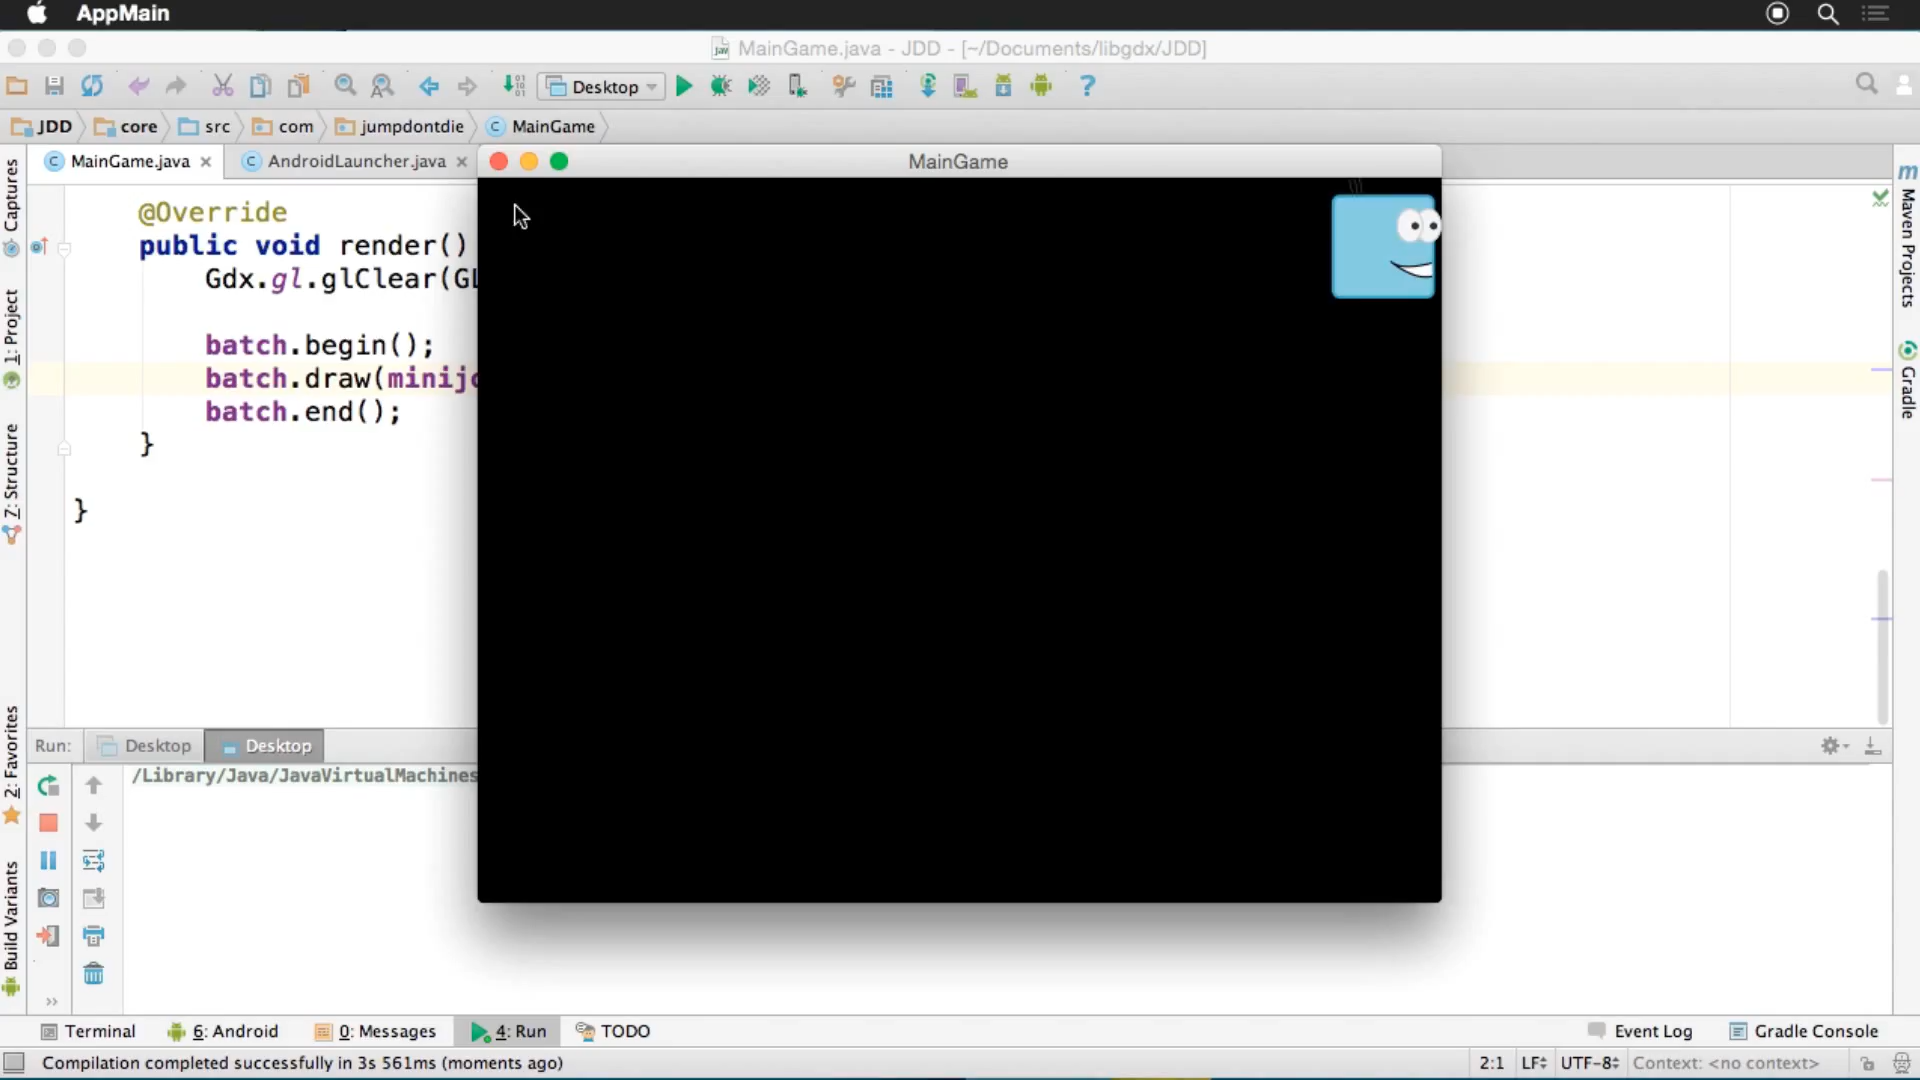 AppMain
MainGame.java - JDD - [~/Documents/libgdx/JDD]
Desktop
JDD core src com jumpdontdie MainGame
MainGame.java AndroidLauncher.java
MainGame
@Override
public void render()
Gdx.gl.glClear(GL
batch.begin();
batch.draw(minijo
batch.end();
}
}
Captures
1: Project
7: Structure
2: Favorites
Build Variants
Maven Projects
Gradle
Run: Desktop Desktop
/Library/Java/JavaVirtualMachines
Terminal 6: Android 0: Messages 4: Run TODO Event Log Gradle Console
Compilation completed successfully in 3s 561ms (moments ago) 2:1 LF UTF-8 Context: <no context>